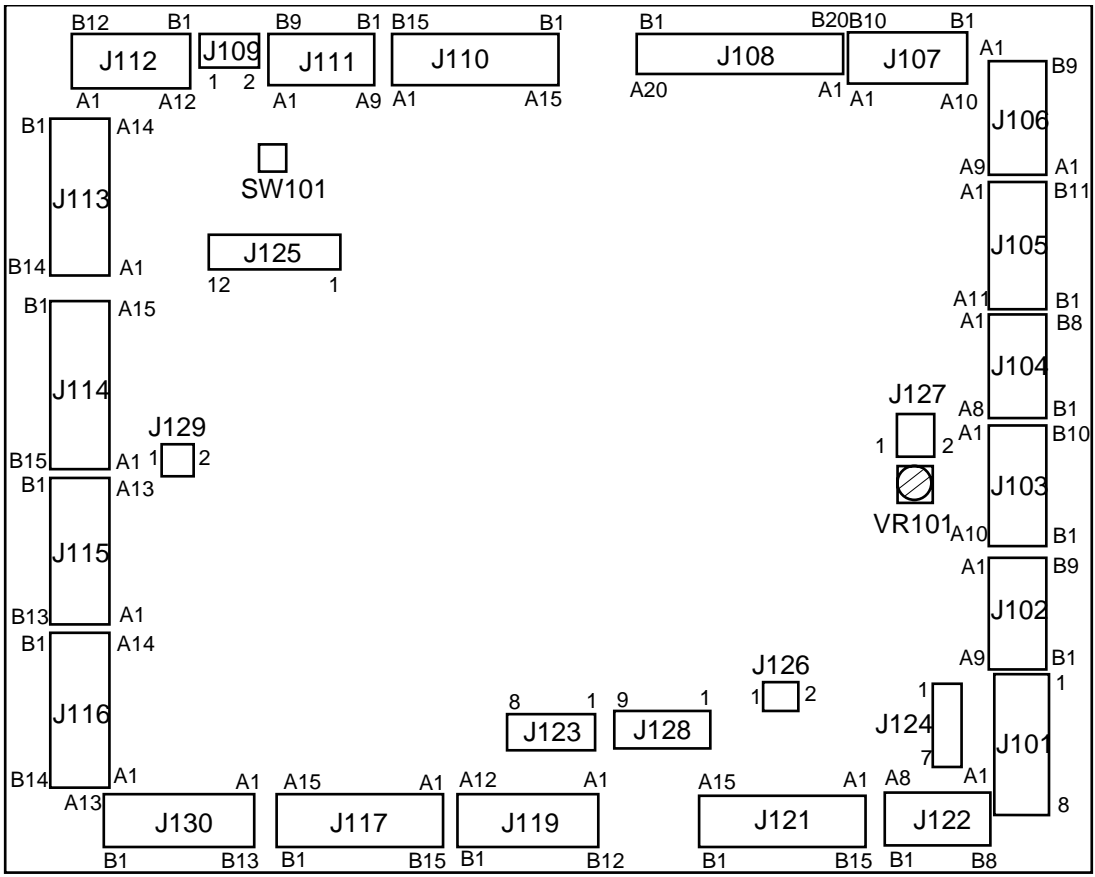 B12 B1 B9 B1 B15 B1 B1 B20 B10 B1
J112 J109 J111 J110 J108 J107
1 2
A1 A12 A1 A9 A1 A15 A20 A1 A1 A10
A1 B9
J106
A9 A1
B1 A14
J113
B14 A1
SW101
J125
12 1
A1 B11
J105
A11 B1
B1 A15
J114
B15 A1
A1 B8
J104
A8 B1
J129
1 2
J127
1 2
VR101
A1 B10
J103
A10 B1
B1 A13
J115
B13 A1
A1 B9
J102
A9 B1
B1 A14
J116
B14 A1
J126
1 2
8 1
J123
9 1
J128
1
J124
7
1
J101
8
A13 A1 A15 A1 A12 A1 A15 A1 A8 A1
J130 J117 J119 J121 J122
B1 B13 B1 B15 B1 B12 B1 B15 B1 B8